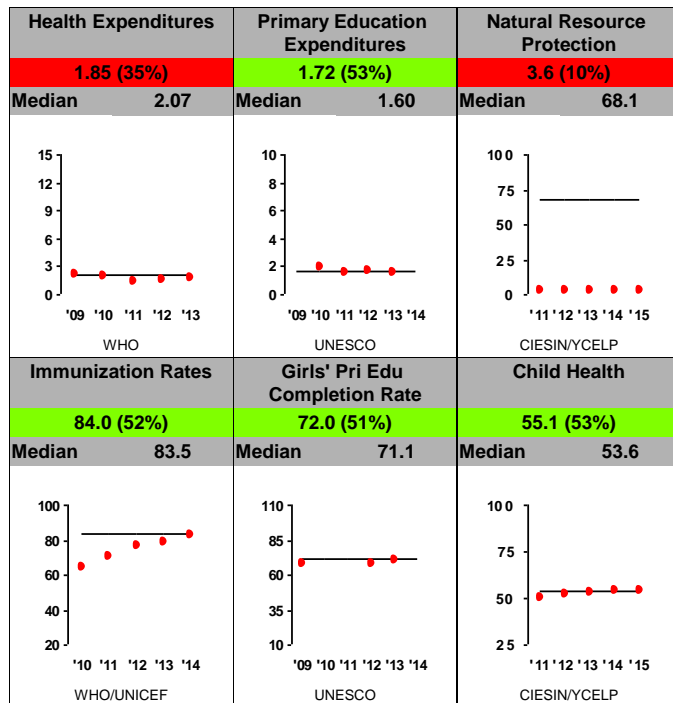 Health Expenditures
1.85 (35%)
Median 2.07
15
12
9
6
3
0
'09 '10 '11 '12 '13
WHO
Primary Education
Expenditures
1.72 (53%)
Median 1.60
10
8
6
4
2
0
'09 '10 '11 '12 '13 '14
UNESCO
Natural Resource
Protection
3.6 (10%)
Median 68.1
100
75
50
25
0
'11 '12 '13 '14 '15
CIESIN/YCELP
Immunization Rates
84.0 (52%)
Median 83.5
100
80
60
40
20
'10 '11 '12 '13 '14
WHO/UNICEF
Girls' Pri Edu
Completion Rate
72.0 (51%)
Median 71.1
110
85
60
35
10
'09 '10 '11 '12 '13 '14
UNESCO
Child Health
55.1 (53%)
Median 53.6
100
75
50
25
'11 '12 '13 '14 '15
CIESIN/YCELP